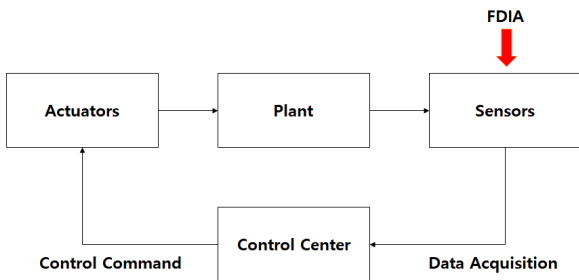 FDIA
Actuators
Plant
Sensors
Control Center
Control Command
Data Acquisition